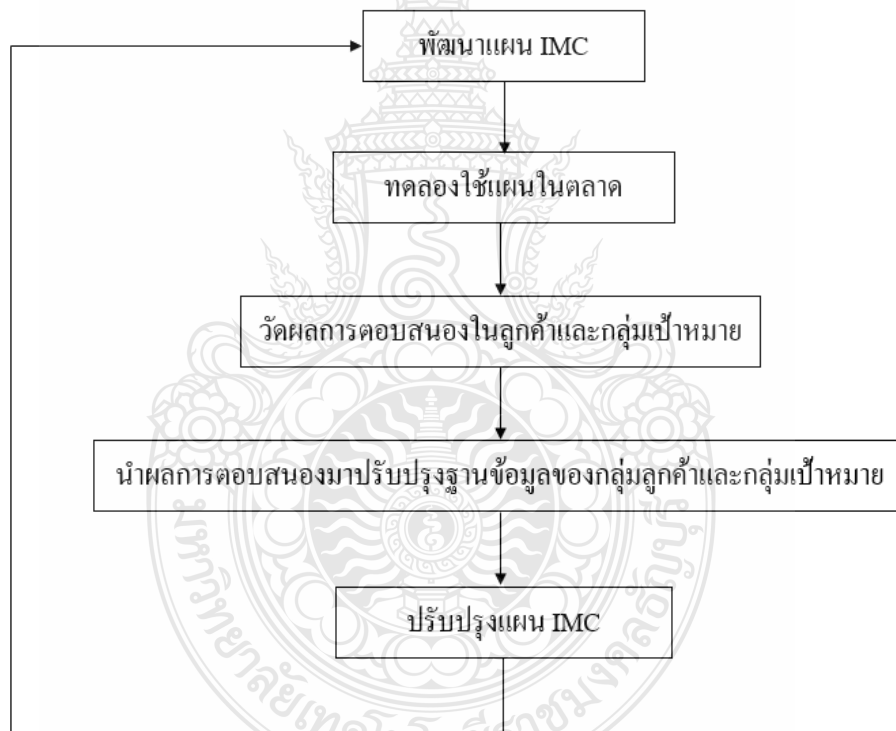 พัฒนาแผน IMC
ทดลองใช้แผนในตลาด
วัดผลการตอบสนองในลูกค้าและกลุ่มเป้าหมาย
นำผลการตอบสนองมาปรับปรุงฐานข้อมูลของกลุ่มลูกค้าและกลุ่มเป้าหมาย
ปรับปรุงแผน IMC